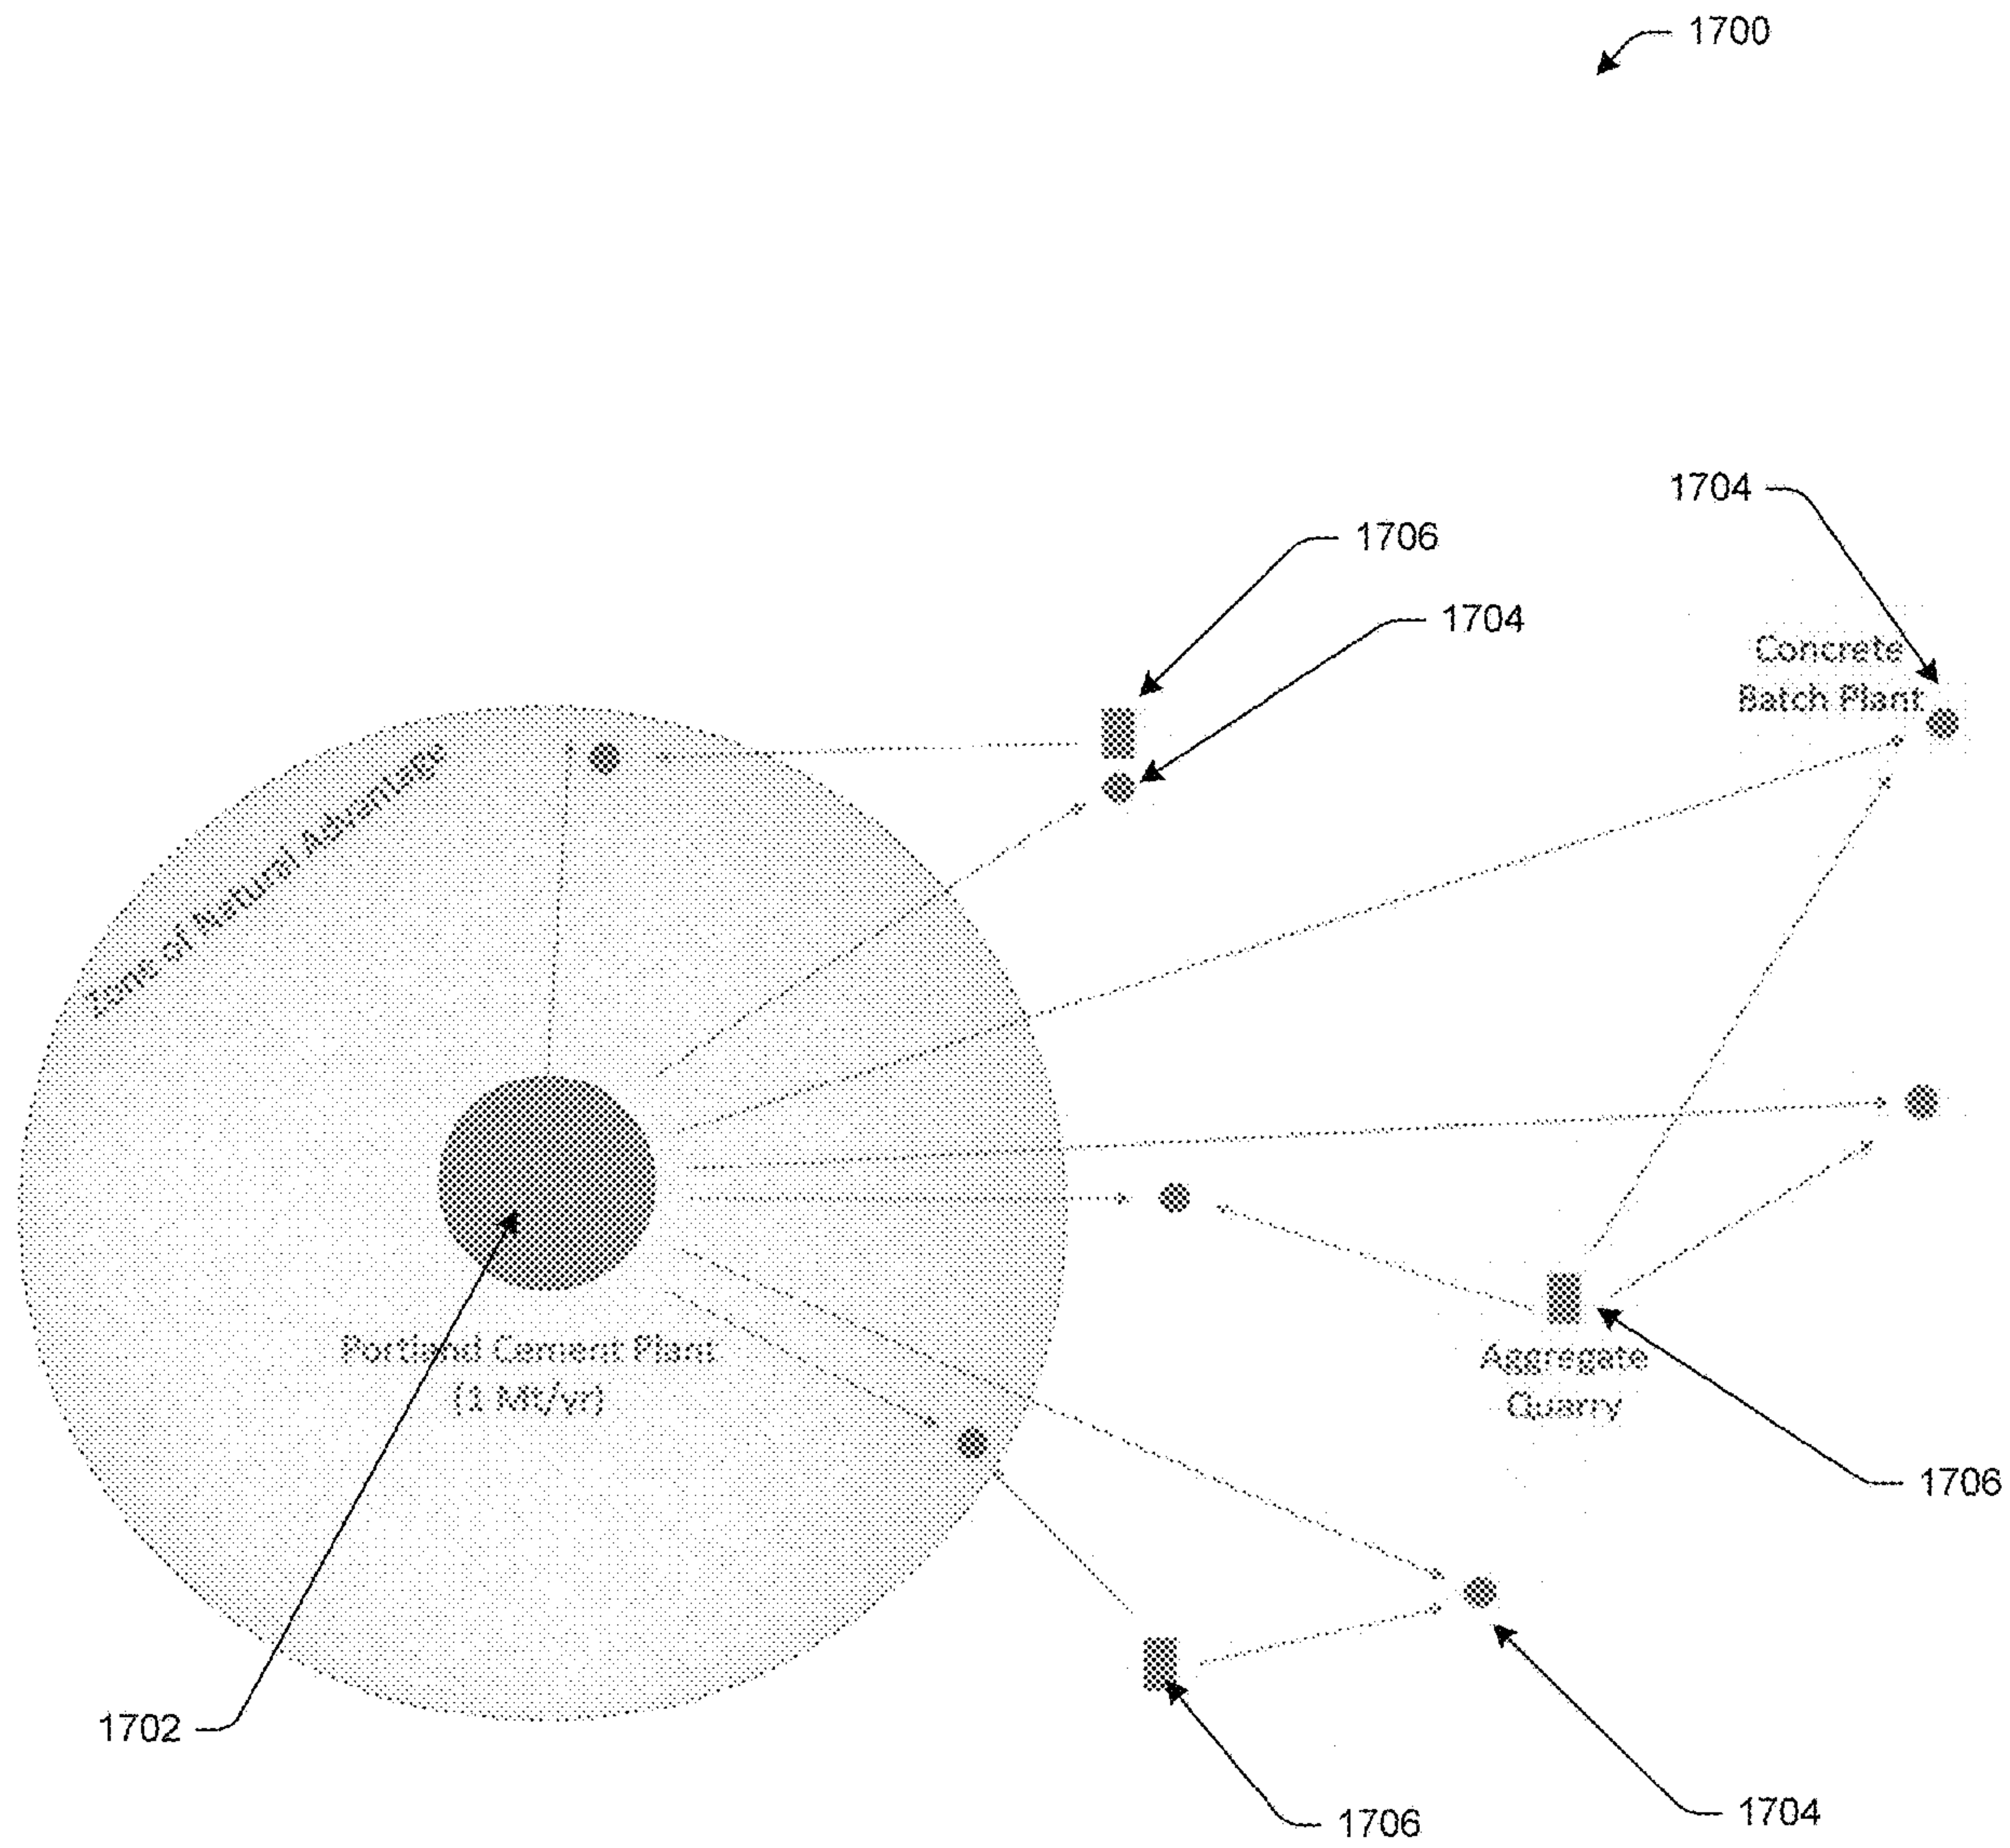 1700
1704
1706
1704
Concrete
Batch Plant
Zone of Natural Advantage
Portland Cement Plant
(1 Mt/yr)
Aggregate
Quarry
1706
1702
1704
1706